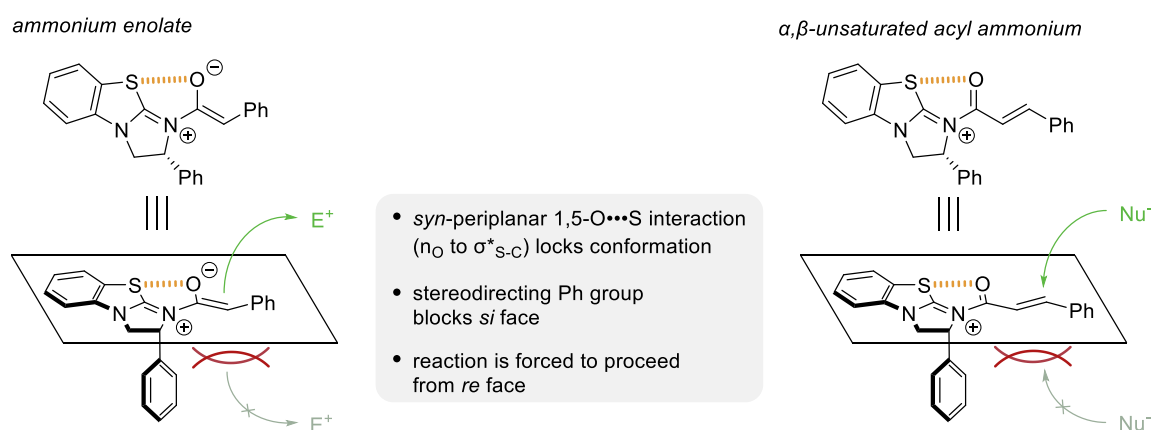 ammonium enolate
α,β-unsaturated acyl ammonium
S O ⊖
Ph
N N
⊕
Ph
S O
N N
⊕
Ph
Ph
E⁺
S O ⊖
Ph
N N
⊕
E⁺
• syn-periplanar 1,5-O•••S interaction
(nO to σ*S-C) locks conformation
• stereodirecting Ph group
blocks si face
• reaction is forced to proceed
from re face
Nu⁻
S O
N N
⊕
Ph
Nu⁻